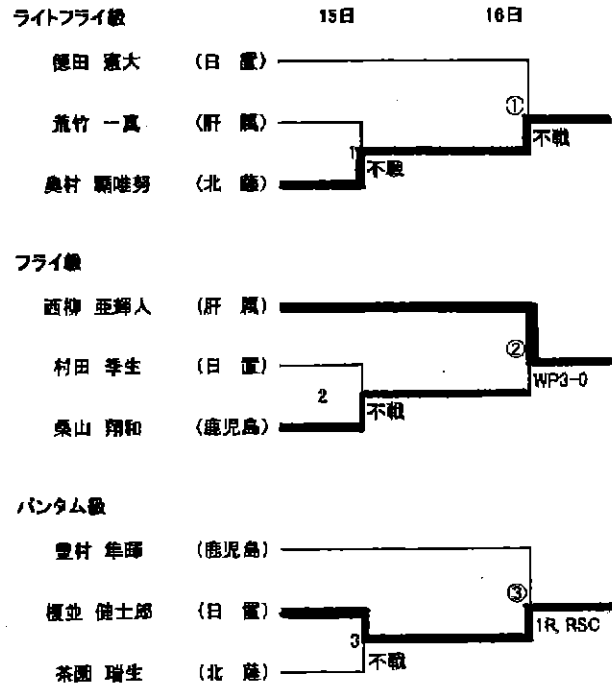 ライトフライ級 15日 16日
徳田 憲大 (日 置)
①
荒竹 一真 (肝 属)
不戦
1
不戦
奥村 顕唯努 (北 薩)
フライ級
西柳 亜輝人 (肝 属)
②
村田 季生 (日 置)
WP3-0
2
不戦
桑山 翔和 (鹿児島)
バンタム級
豊村 隼暉 (鹿児島)
③
榎並 健士郎 (日 置)
1R, RSC
3
不戦
茶圓 瑞生 (北 薩)